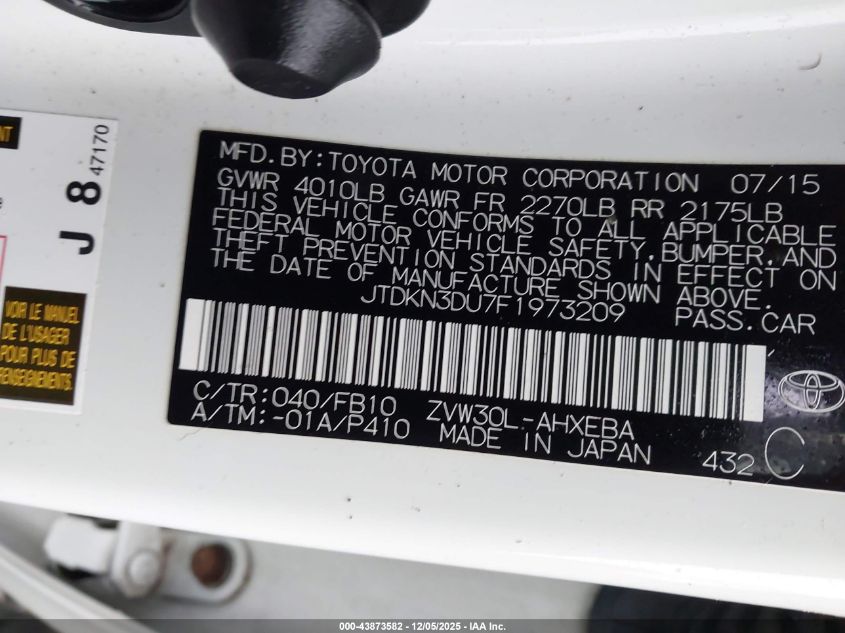 MFD.BY:TOYOTA MOTOR CORPORATION 07/15
GVWR 4010LB GAWR FR 2270LB RR 2175LB
THIS VEHICLE CONFORMS TO ALL APPLICABLE
FEDERAL MOTOR VEHICLE SAFETY,BUMPER,AND
THEFT PREVENTION STANDARDS IN EFFECT ON
THE DATE OF MANUFACTURE SHOWN ABOVE.
JTDKN3DU7F1973209 PASS.CAR
C/TR:040/FB10 ZVW30L-AHXEBA
A/TM:-01A/P410 MADE IN JAPAN 432 C
J 8 47170
VOIR LE MANUEL
DE L'USAGER
POUR PLUS DE
RENSEIGNEMENTS.
000-43873582 - 12/05/2025 - IAA Inc.